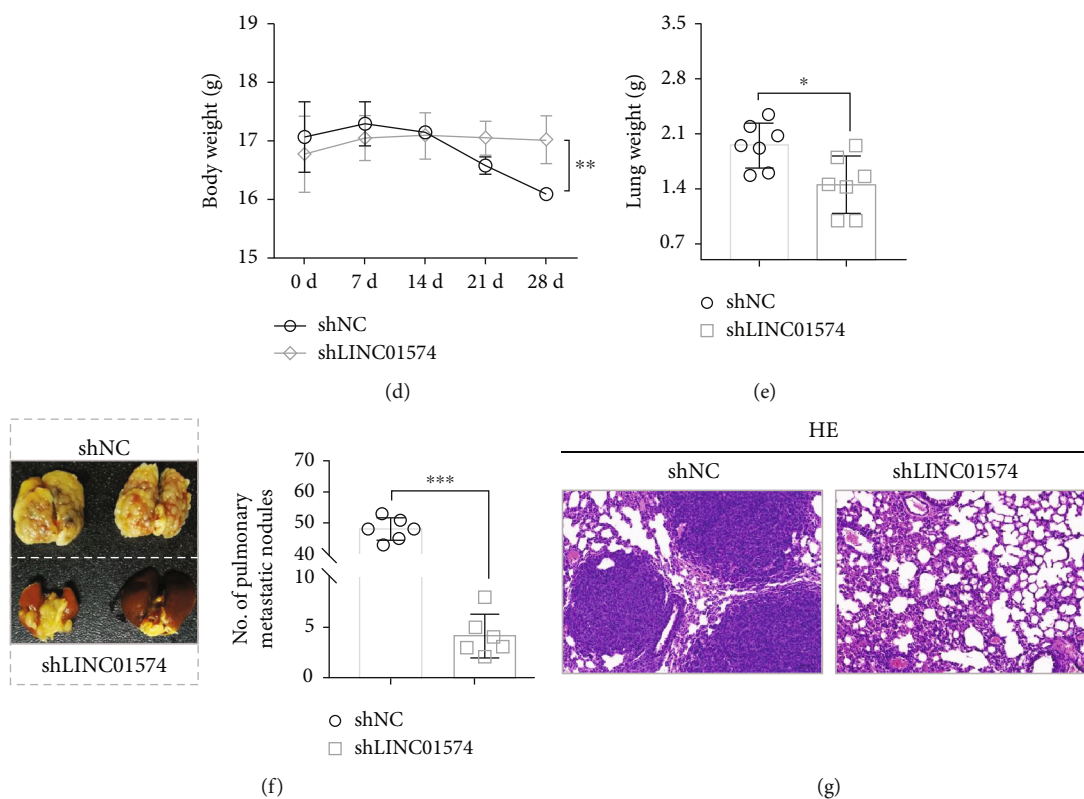 19
18
17
16
15
Body weight (g)
**
0 d 7 d 14 d 21 d 28 d
shNC
shLINC01574
(d)
3.5
2.8
2.1
1.4
0.7
Lung weight (g)
*
shNC
shLINC01574
(e)
shNC
shLINC01574
70
60
50
40
10
5
0
No. of pulmonary
metastatic nodules
***
shNC
shLINC01574
(f)
HE
shNC shLINC01574
(g)